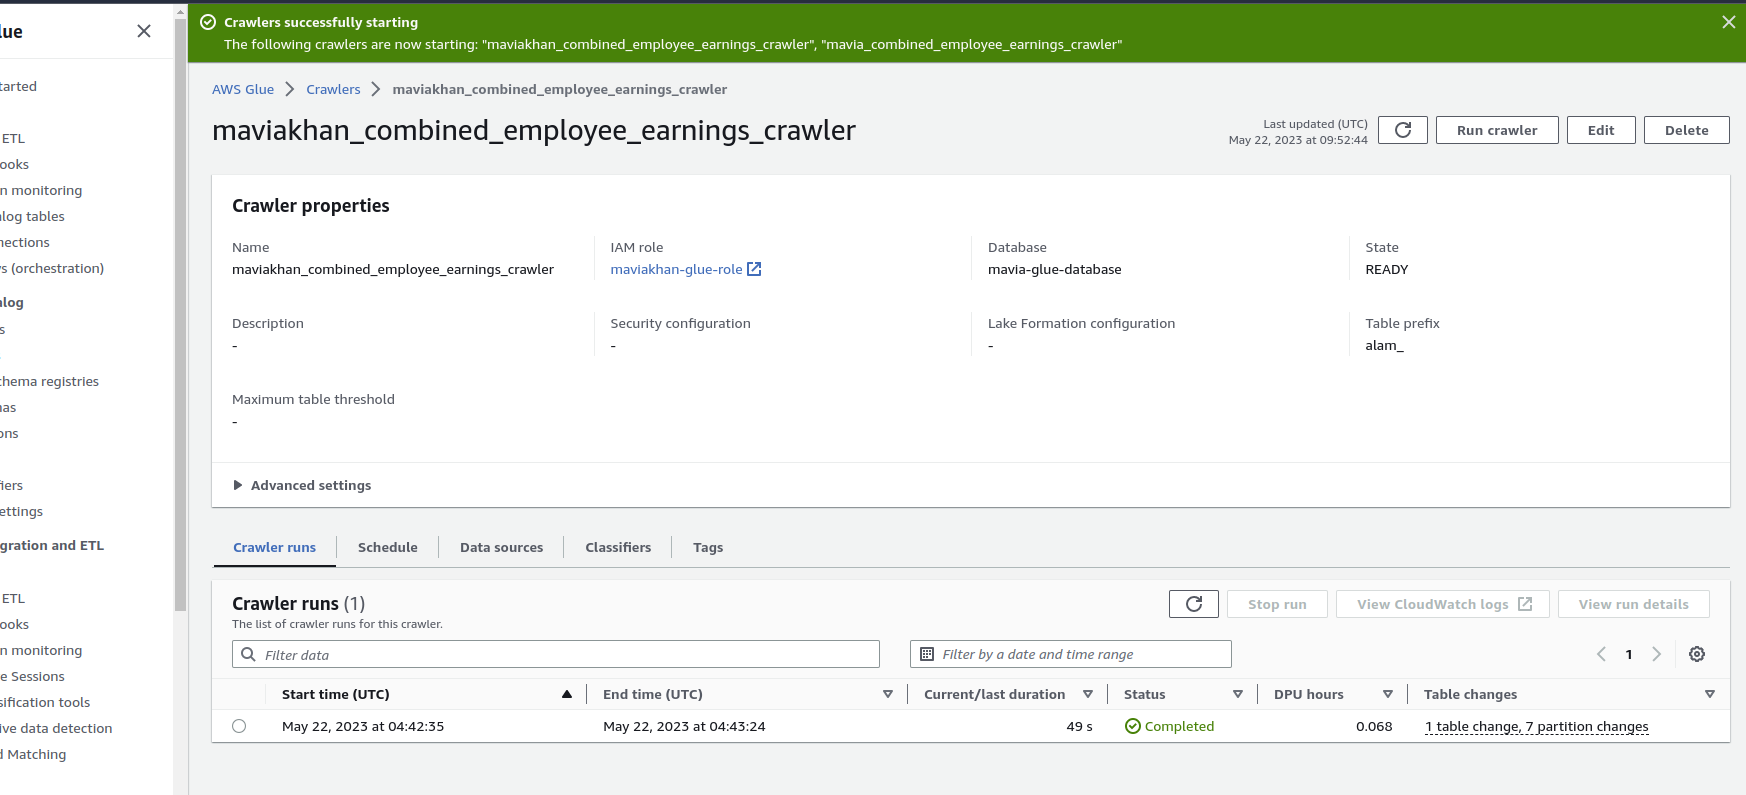 lue
Crawlers successfully starting
The following crawlers are now starting: "maviakhan_combined_employee_earnings_crawler", "mavia_combined_employee_earnings_crawler"
AWS Glue Crawlers maviakhan_combined_employee_earnings_crawler
maviakhan_combined_employee_earnings_crawler
Last updated (UTC)
May 22, 2023 at 09:52:44
Run crawler Edit Delete
tarted
ETL
ooks
n monitoring
log tables
nections
s (orchestration)
log
s
hema registries
nas
ons
iers
ettings
gration and ETL
ETL
ooks
n monitoring
e Sessions
sification tools
ive data detection
d Matching
Crawler properties
Name IAM role Database State
maviakhan_combined_employee_earnings_crawler maviakhan-glue-role mavia-glue-database READY
Description Security configuration Lake Formation configuration Table prefix
- - - alam_
Maximum table threshold
-
Advanced settings
Crawler runs Schedule Data sources Classifiers Tags
Crawler runs (1)
The list of crawler runs for this crawler.
Stop run View CloudWatch logs View run details
Filter data Filter by a date and time range 1
Start time (UTC) End time (UTC) Current/last duration Status DPU hours Table changes
May 22, 2023 at 04:42:35 May 22, 2023 at 04:43:24 49 s Completed 0.068 1 table change, 7 partition changes